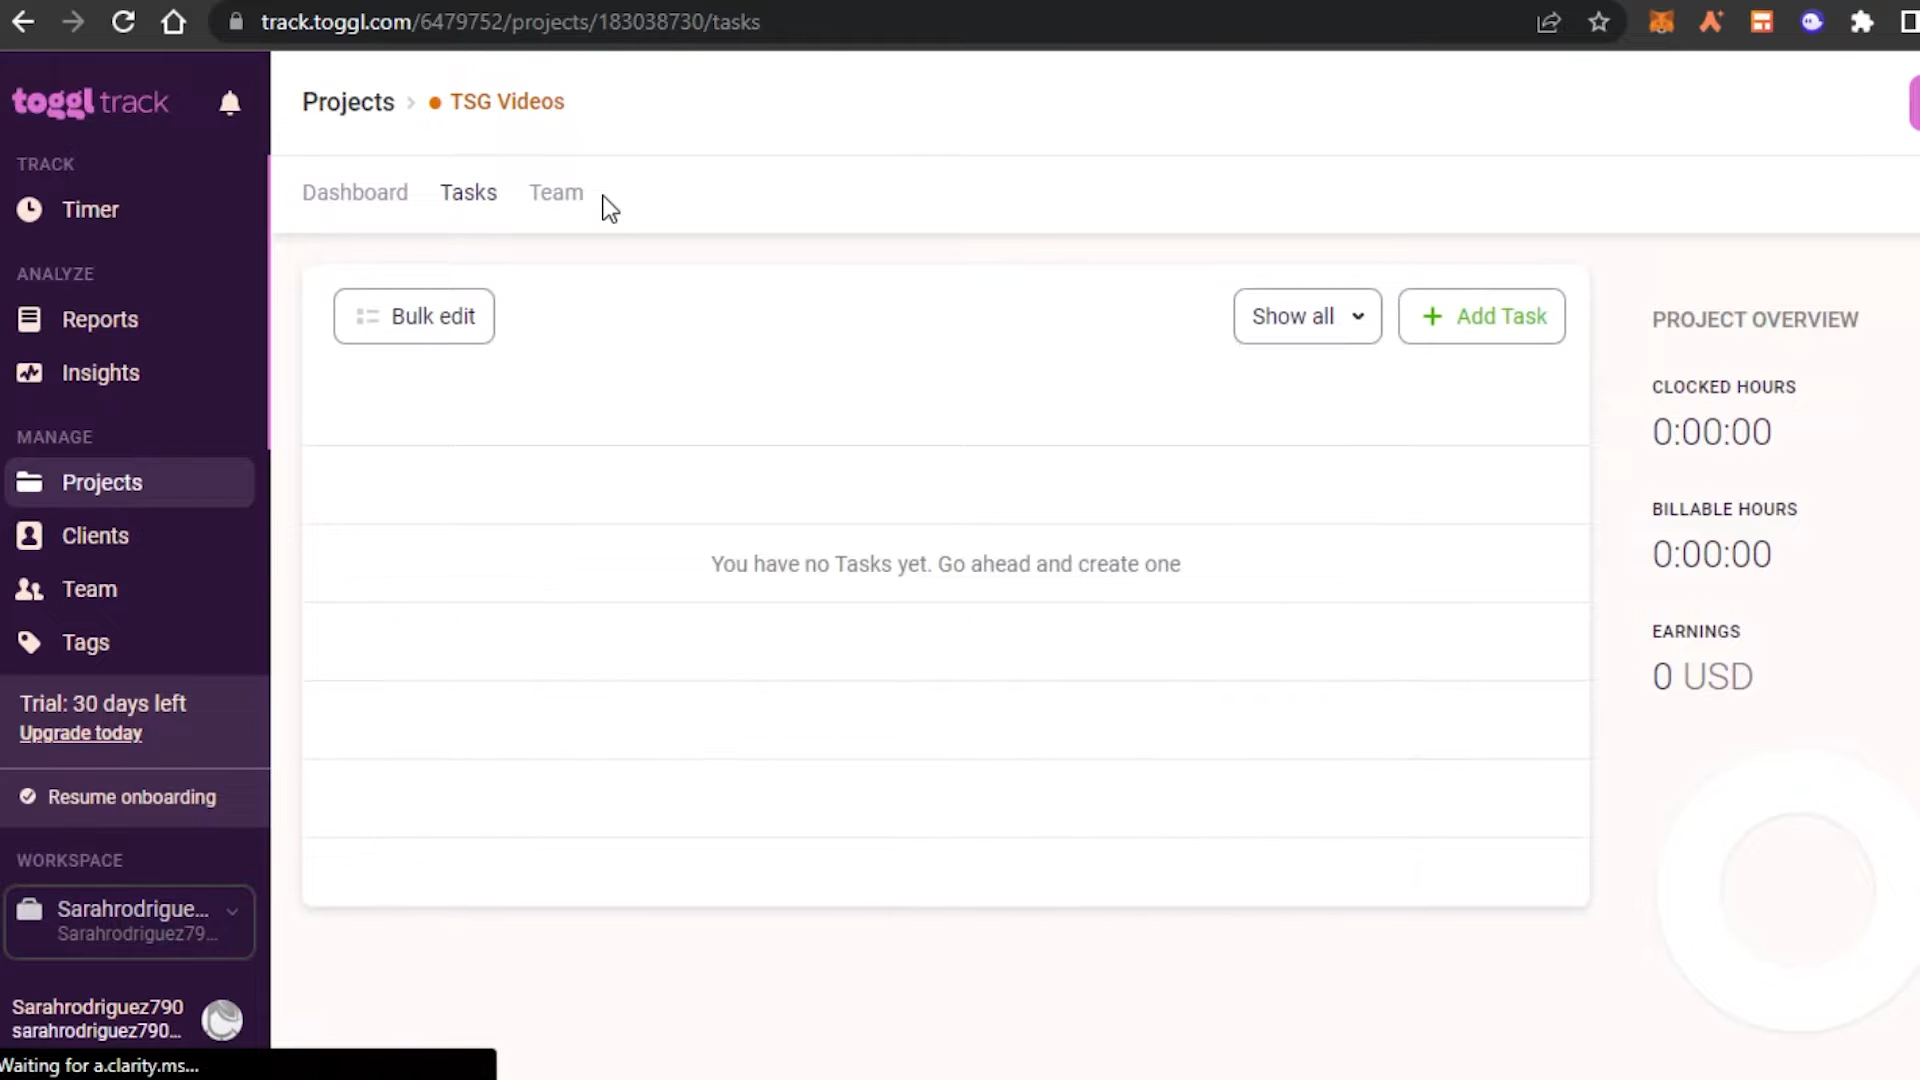 track.toggl.com/6479752/projects/183038730/tasks
toggl track
TRACK
Timer
ANALYZE
Reports
Insights
MANAGE
Projects
Clients
Team
Tags
Trial: 30 days left
Upgrade today
Resume onboarding
WORKSPACE
Sarahrodrigue...
Sarahrodriguez79...
Sarahrodriguez790
sarahrodriguez790...
Waiting for a.clarity.ms...
Projects › TSG Videos
Dashboard Tasks Team
Bulk edit Show all + Add Task
You have no Tasks yet. Go ahead and create one
PROJECT OVERVIEW
CLOCKED HOURS
0:00:00
BILLABLE HOURS
0:00:00
EARNINGS
0 USD